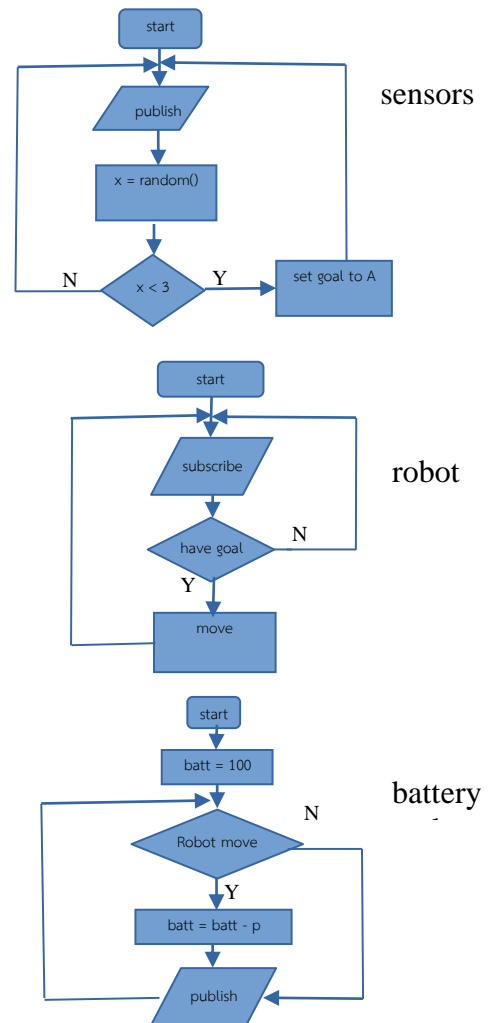 start
sensors
publish
x = random()
N
x < 3
Y
set goal to A
start
subscribe
robot
have goal
N
Y
move
start
batt = 100
battery
N
Robot move
Y
batt = batt - p
publish